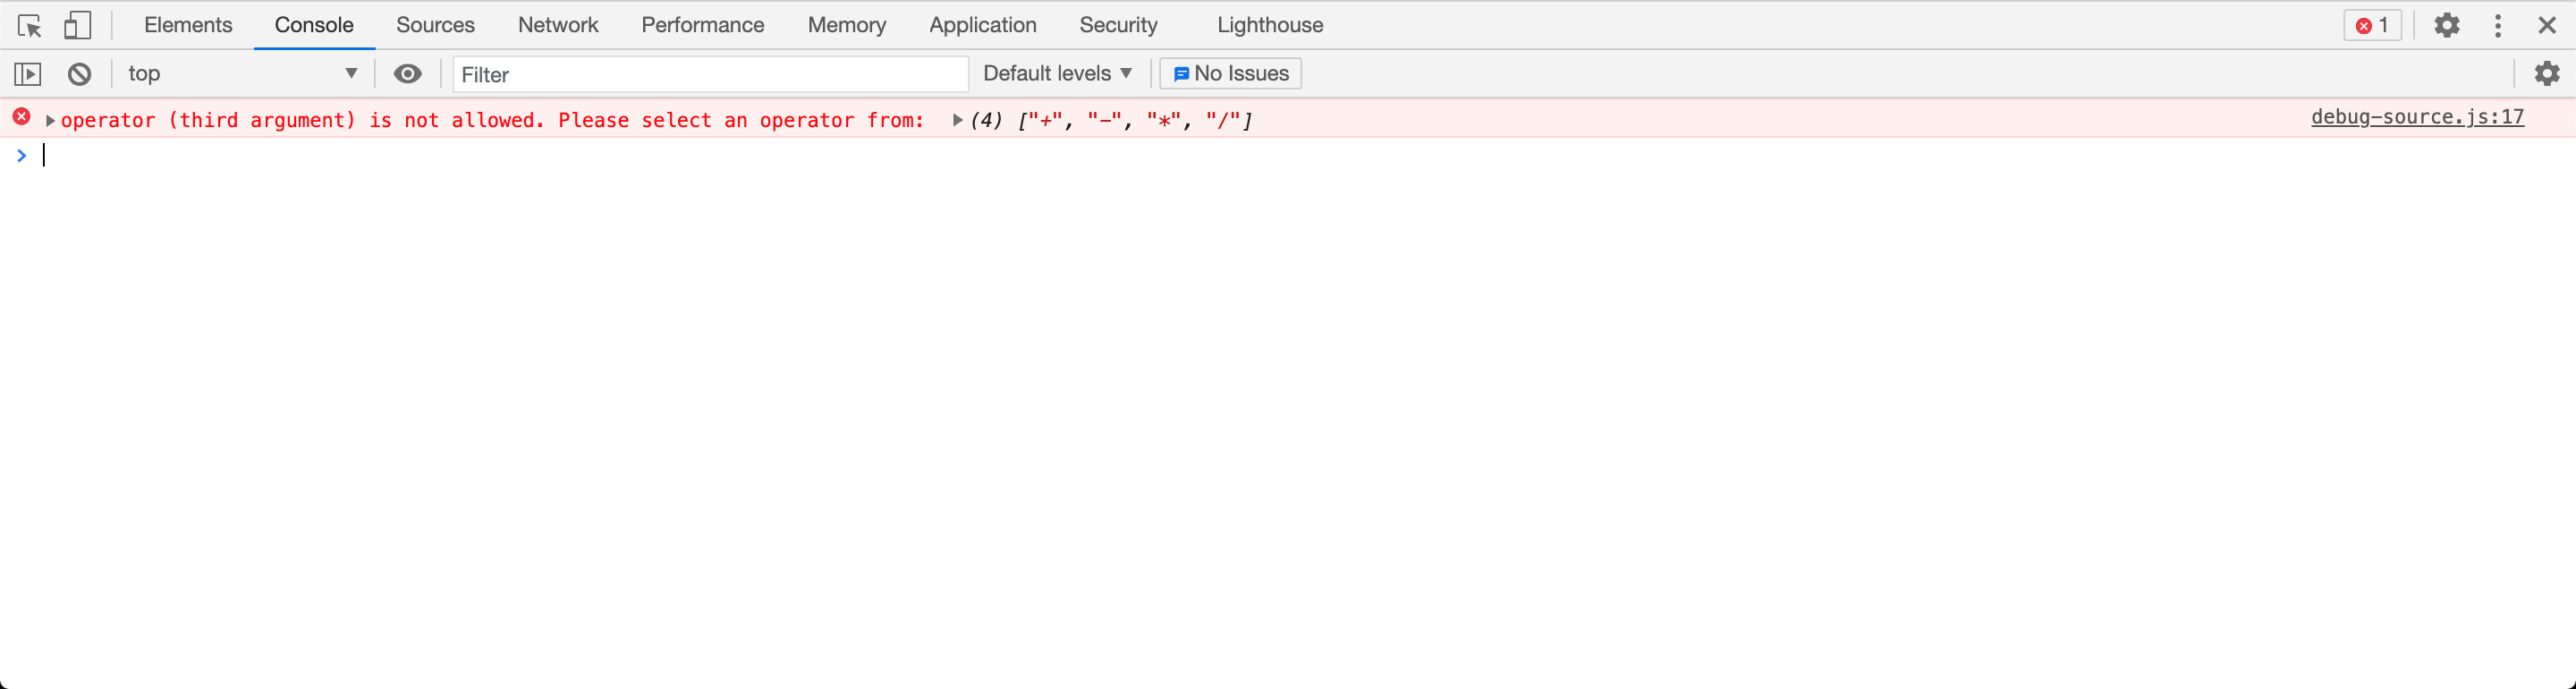 Elements Console Sources Network Performance Memory Application Security Lighthouse 1
top Filter Default levels No Issues
operator (third argument) is not allowed. Please select an operator from: (4) ["+", "-", "*", "/"] debug-source.js:17